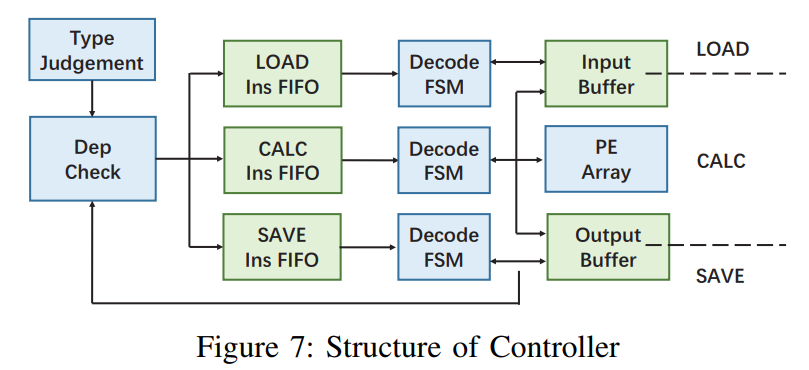 Type
Judgement
Dep
Check
LOAD
Ins FIFO
CALC
Ins FIFO
SAVE
Ins FIFO
Decode
FSM
Decode
FSM
Decode
FSM
Input
Buffer
PE
Array
Output
Buffer
LOAD
CALC
SAVE
Figure 7: Structure of Controller